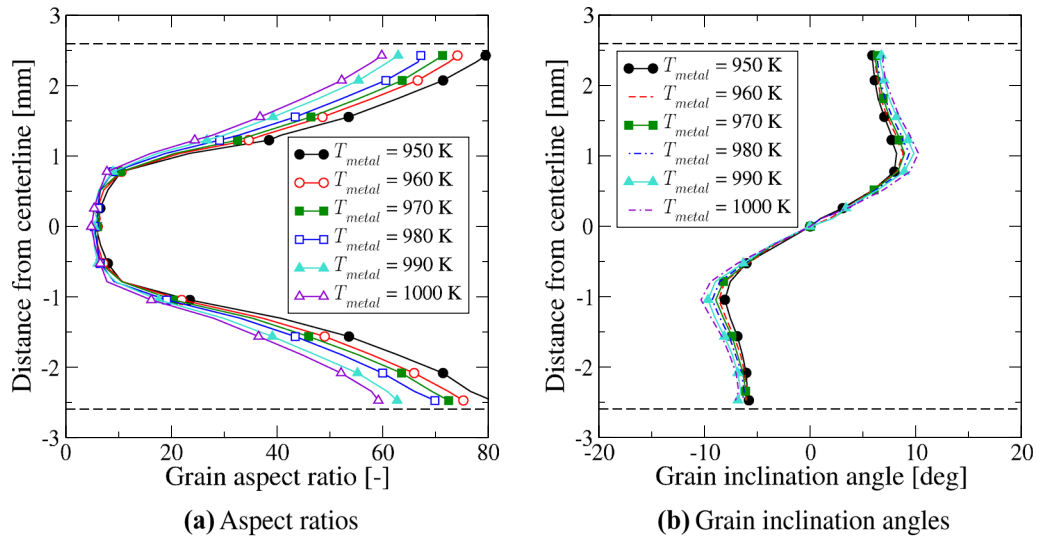 3
2
1
0
-1
-2
-3
Distance from centerline [mm]
0
20
40
60
80
Grain aspect ratio [-]
T_metal = 950 K
T_metal = 960 K
T_metal = 970 K
T_metal = 980 K
T_metal = 990 K
T_metal = 1000 K
(a) Aspect ratios
3
2
1
0
-1
-2
-3
Distance from centerline [mm]
-20
-10
0
10
20
Grain inclination angle [deg]
T_metal = 950 K
T_metal = 960 K
T_metal = 970 K
T_metal = 980 K
T_metal = 990 K
T_metal = 1000 K
(b) Grain inclination angles